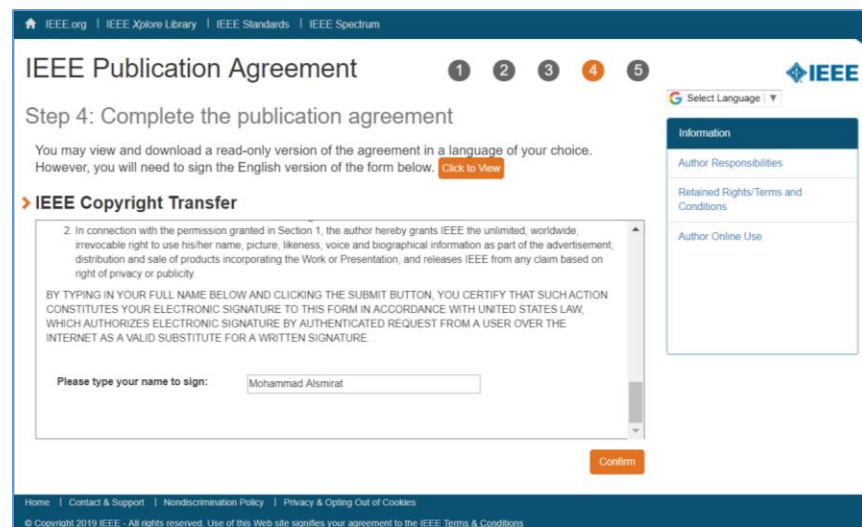 IEEE.org | IEEE Xplore Library | IEEE Standards | IEEE Spectrum
IEEE Publication Agreement
1 2 3 4 5
IEEE
Select Language
Step 4: Complete the publication agreement
You may view and download a read-only version of the agreement in a language of your choice.
However, you will need to sign the English version of the form below. Click to View
IEEE Copyright Transfer
2. In connection with the permission granted in Section 1, the author hereby grants IEEE the unlimited, worldwide,
irrevocable right to use his/her name, picture, likeness, voice and biographical information as part of the advertisement,
distribution and sale of products incorporating the Work or Presentation, and releases IEEE from any claim based on
right of privacy or publicity.
BY TYPING IN YOUR FULL NAME BELOW AND CLICKING THE SUBMIT BUTTON, YOU CERTIFY THAT SUCH ACTION
CONSTITUTES YOUR ELECTRONIC SIGNATURE TO THIS FORM IN ACCORDANCE WITH UNITED STATES LAW,
WHICH AUTHORIZES ELECTRONIC SIGNATURE BY AUTHENTICATED REQUEST FROM A USER OVER THE
INTERNET AS A VALID SUBSTITUTE FOR A WRITTEN SIGNATURE.
Please type your name to sign: Mohammad Alsmirat
Confirm
Information
Author Responsibilities
Retained Rights/Terms and
Conditions
Author Online Use
Home | Contact & Support | Nondiscrimination Policy | Privacy & Opting Out of Cookies
© Copyright 2019 IEEE - All rights reserved. Use of this Web site signifies your agreement to the IEEE Terms & Conditions